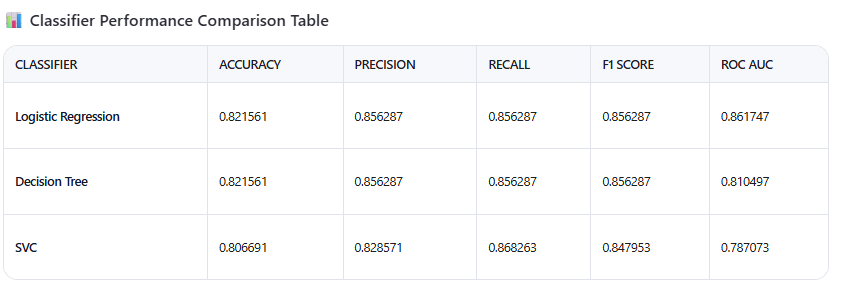 Classifier Performance Comparison Table
CLASSIFIER ACCURACY PRECISION RECALL F1 SCORE ROC AUC
Logistic Regression 0.821561 0.856287 0.856287 0.856287 0.861747
Decision Tree 0.821561 0.856287 0.856287 0.856287 0.810497
SVC 0.806691 0.828571 0.868263 0.847953 0.787073